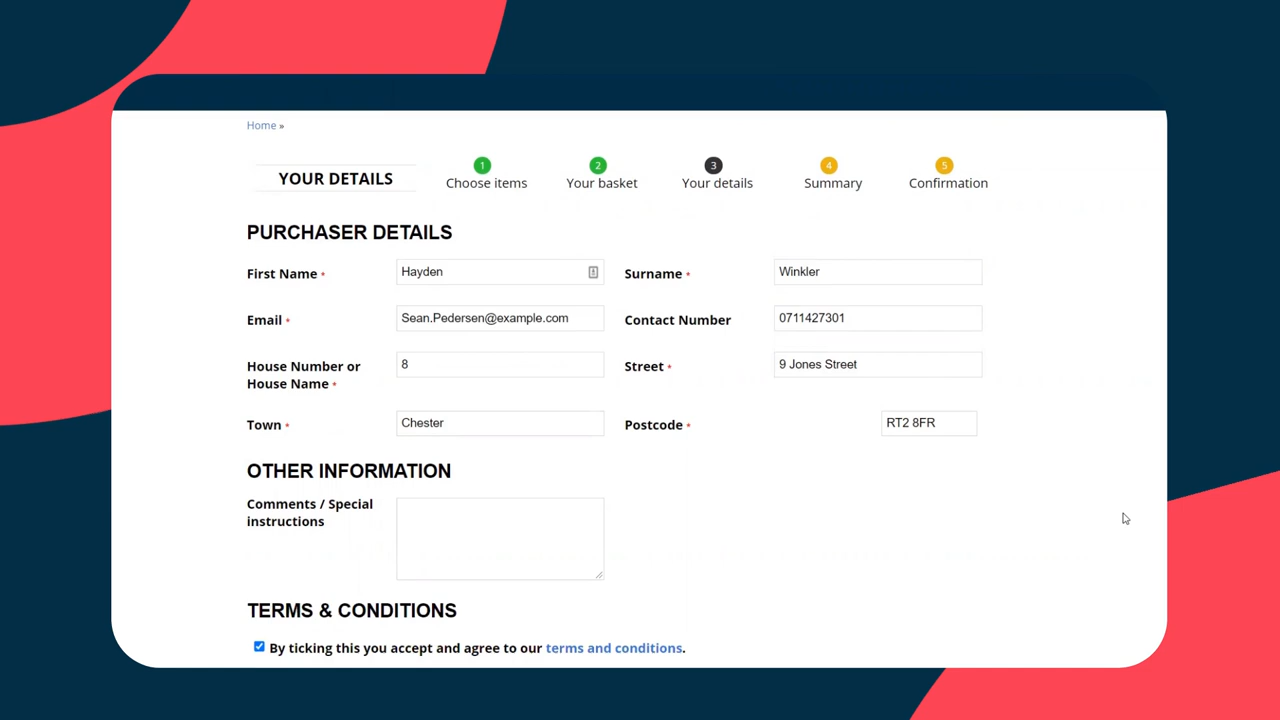 Home »
YOUR DETAILS
1 2 3 4 5
Choose items Your basket Your details Summary Confirmation
PURCHASER DETAILS
First Name * Hayden Surname * Winkler
Email * Sean.Pedersen@example.com Contact Number 0711427301
House Number or House Name * 8 Street * 9 Jones Street
Town * Chester Postcode * RT2 8FR
OTHER INFORMATION
Comments / Special
instructions
TERMS & CONDITIONS
By ticking this you accept and agree to our terms and conditions.